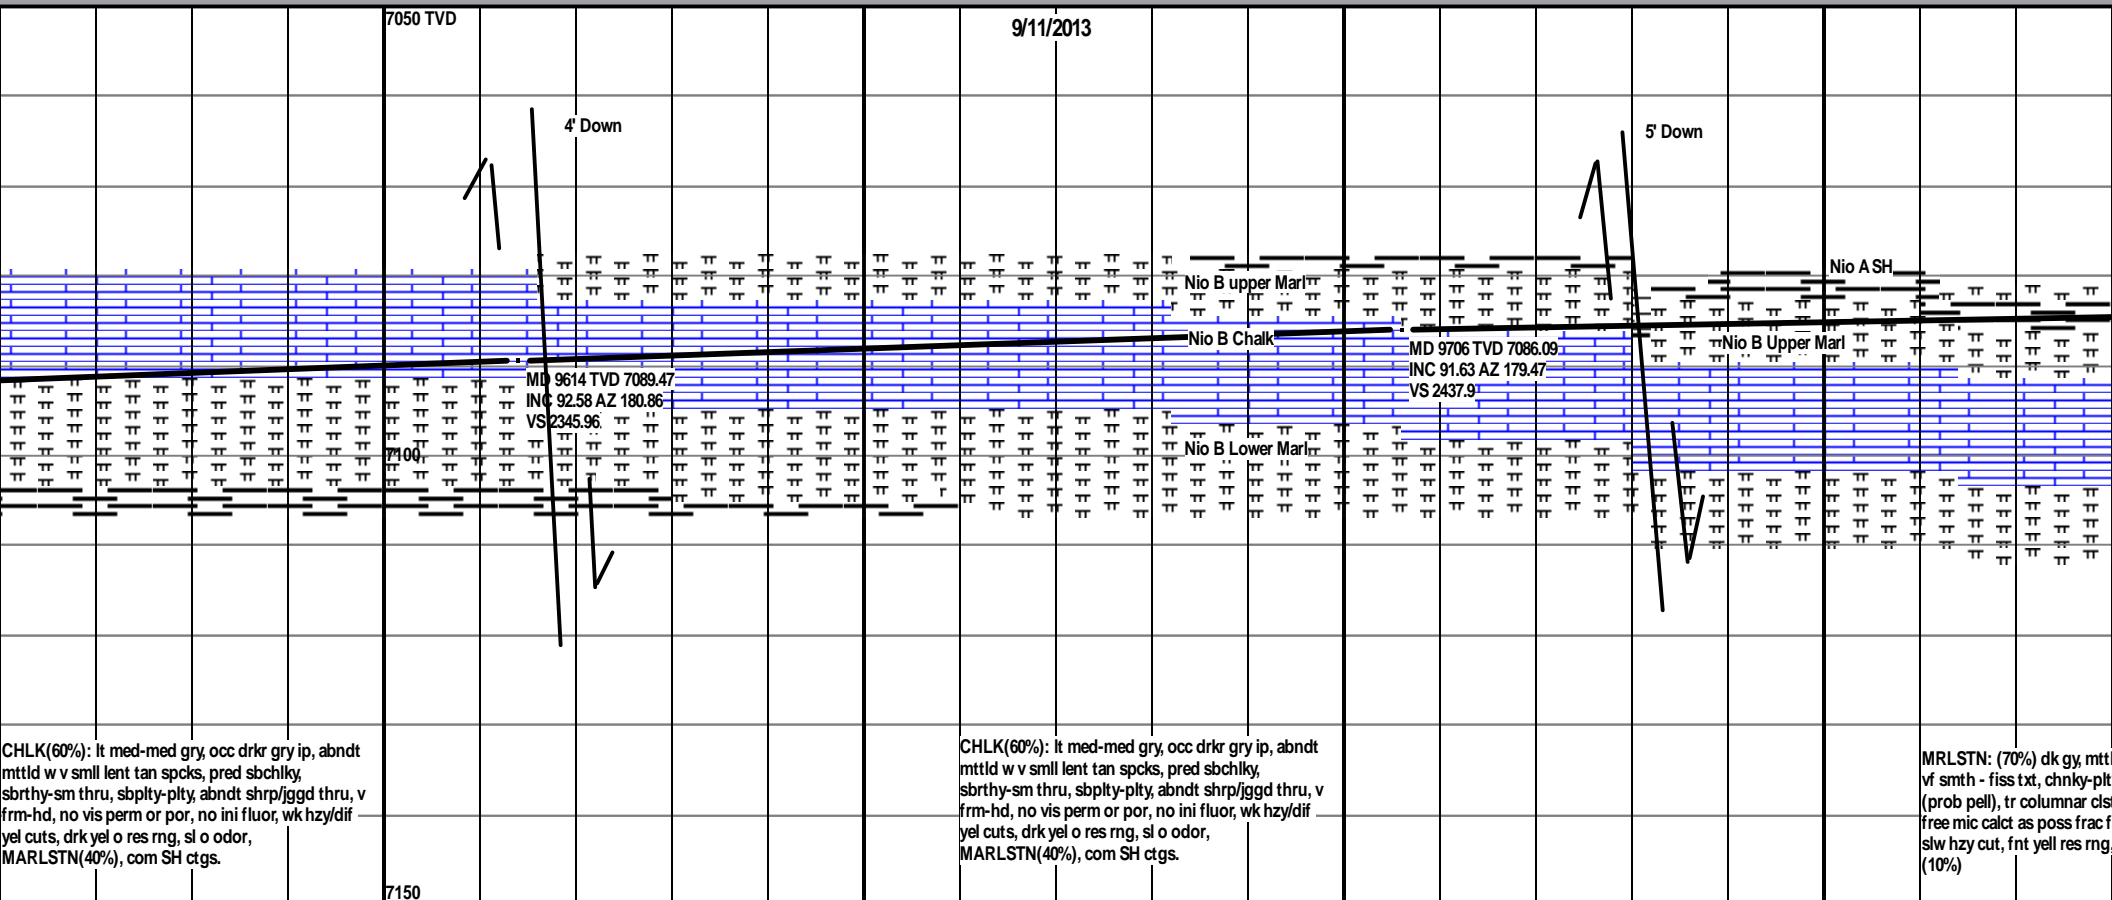 7050 TVD
9/11/2013
4' Down
5' Down
Nio A SH
Nio B upper Marl
Nio B Chalk
Nio B Upper Marl
MD 9614 TVD 7089.47
INC 92.58 AZ 180.86
VS 2345.96
MD 9706 TVD 7086.09
INC 91.63 AZ 179.47
VS 2437.9
Nio B Lower Marl
7100
CHLK(60%): lt med-med gry, occ drkr gry ip, abndt
mttld w v smll lent tan spcks, pred sbchlky,
sbrthy-sm thru, sbplty-plty, abndt shrp/jggd thru, v
frm-hd, no vis perm or por, no ini fluor, wk hzy/dif
yel cuts, drk yel o res rng, sl o odor,
MARLSTN(40%), com SH ctgs.
CHLK(60%): lt med-med gry, occ drkr gry ip, abndt
mttld w v smll lent tan spcks, pred sbchlky,
sbrthy-sm thru, sbplty-plty, abndt shrp/jggd thru, v
frm-hd, no vis perm or por, no ini fluor, wk hzy/dif
yel cuts, drk yel o res rng, sl o odor,
MARLSTN(40%), com SH ctgs.
MRLSTN: (70%) dk gy, mttl
vf smth - fiss txt, chnky-plt
(prob pell), tr columnar clst
free mic calct as poss frac f
slw hzy cut, fnt yell res rng,
(10%)
7150